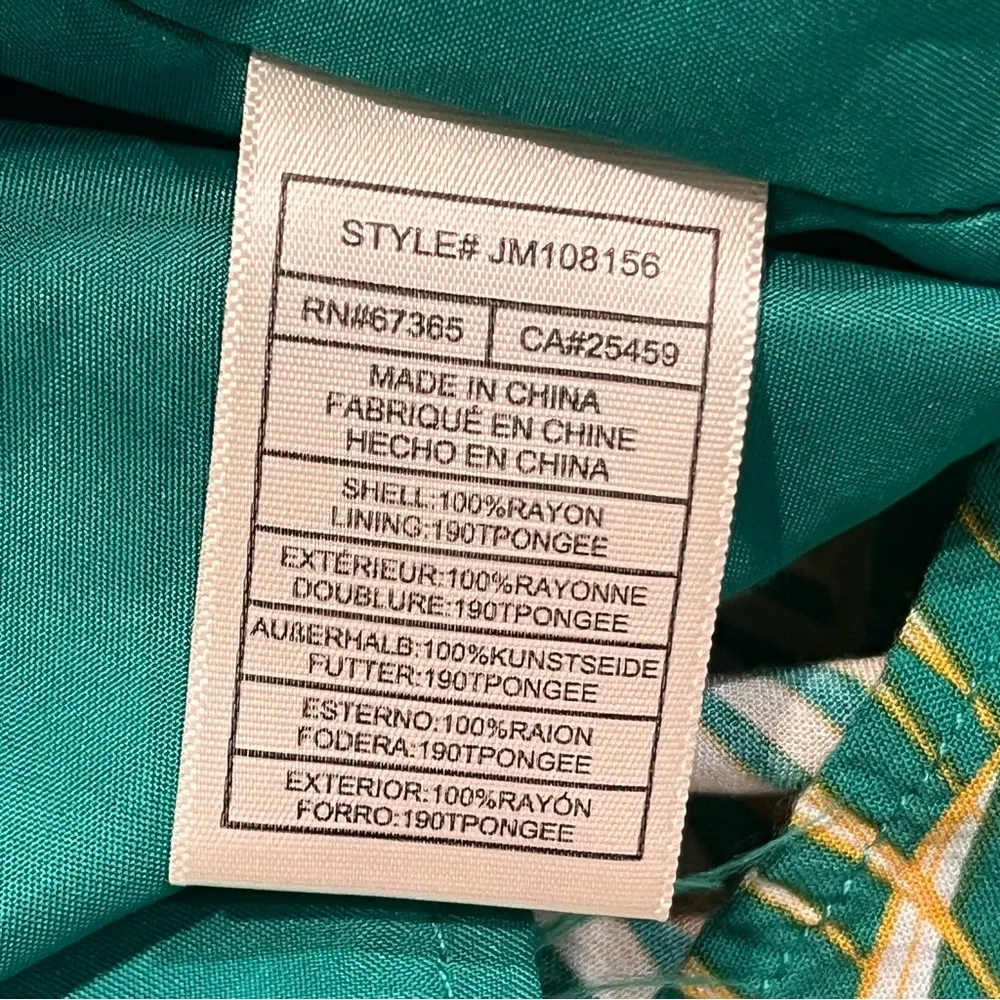 STYLE# JM108156
RN#67365 CA#25459
MADE IN CHINA
FABRIQUÉ EN CHINE
HECHO EN CHINA
SHELL:100%RAYON
LINING:190TPONGEE
EXTÉRIEUR:100%RAYONNE
DOUBLURE:190TPONGEE
AUßERHALB:100%KUNSTSEIDE
FUTTER:190TPONGEE
ESTERNO:100%RAION
FODERA:190TPONGEE
EXTERIOR:100%RAYÓN
FORRO:190TPONGEE